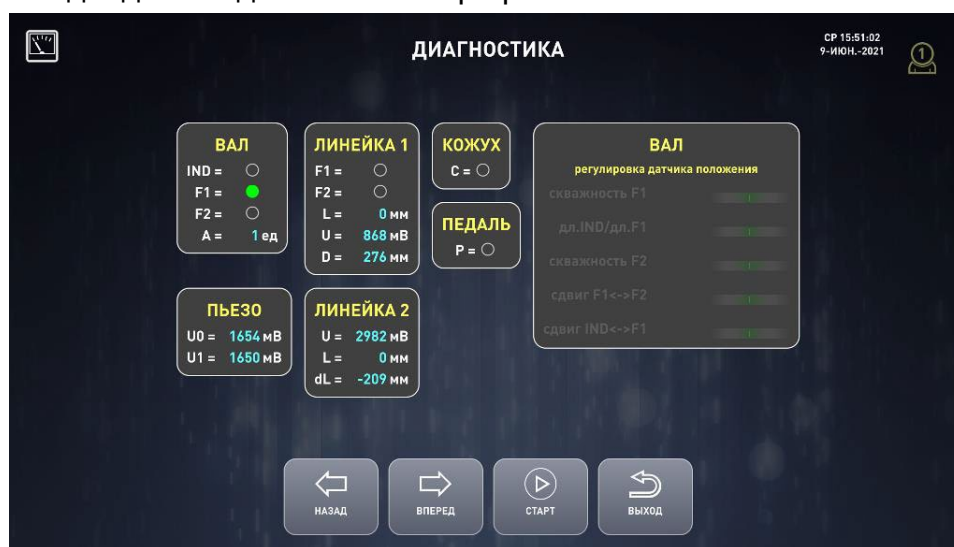 ДИАГНОСТИКА
СР 15:51:02
9-ИЮН.-2021
1
ВАЛ
IND =
F1 =
F2 =
A = 1 ед
ЛИНЕЙКА 1
F1 =
F2 =
L = 0 мм
U = 868 мВ
D = 276 мм
КОЖУХ
C =
ПЕДАЛЬ
P =
ВАЛ
регулировка датчика положения
скважность F1
дл.IND/дл.F1
скважность F2
сдвиг F1<->F2
сдвиг IND<->F1
ПЬЕЗО
U0 = 1654 мВ
U1 = 1650 мВ
ЛИНЕЙКА 2
U = 2982 мВ
L = 0 мм
dL = -209 мм
НАЗАД
ВПЕРЕД
СТАРТ
ВЫХОД